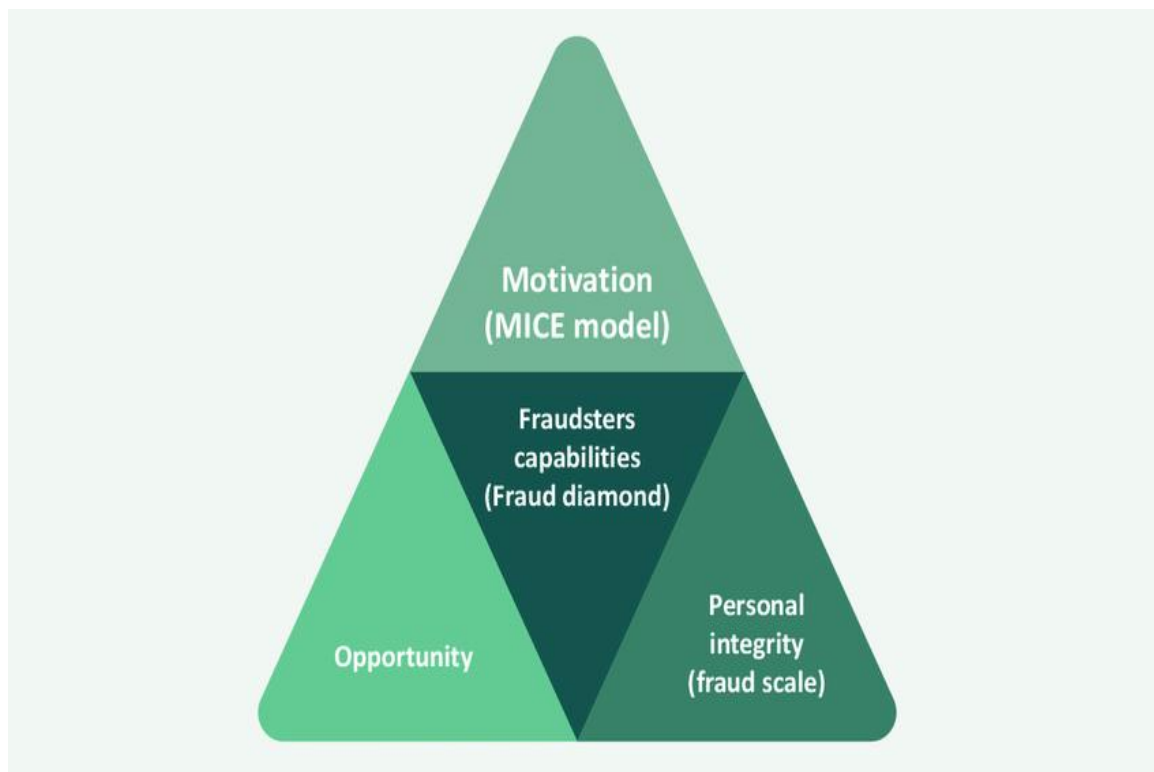 Motivation
(MICE model)
Fraudsters
capabilities
(Fraud diamond)
Opportunity
Personal
integrity
(fraud scale)